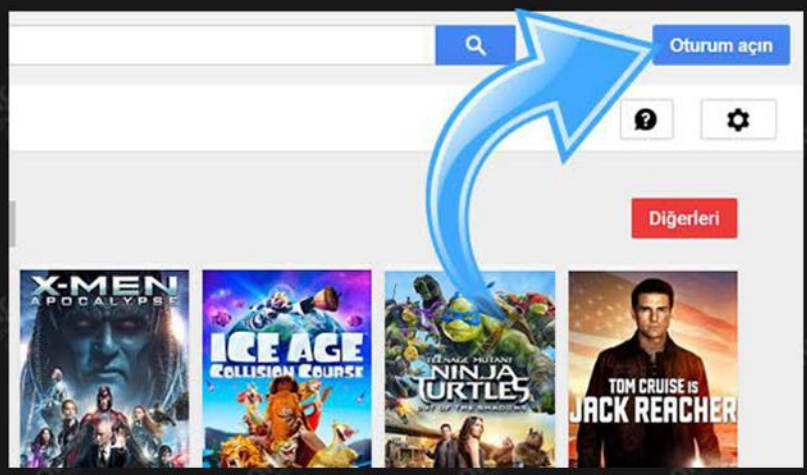 Oturum açın
Diğerleri
X-MEN
APOCALYPSE
ICE AGE
COLLISION COURSE
TEENAGE MUTANT
NINJA
TURTLES
OUT OF THE SHADOWS
TOM CRUISE IS
JACK REACHER